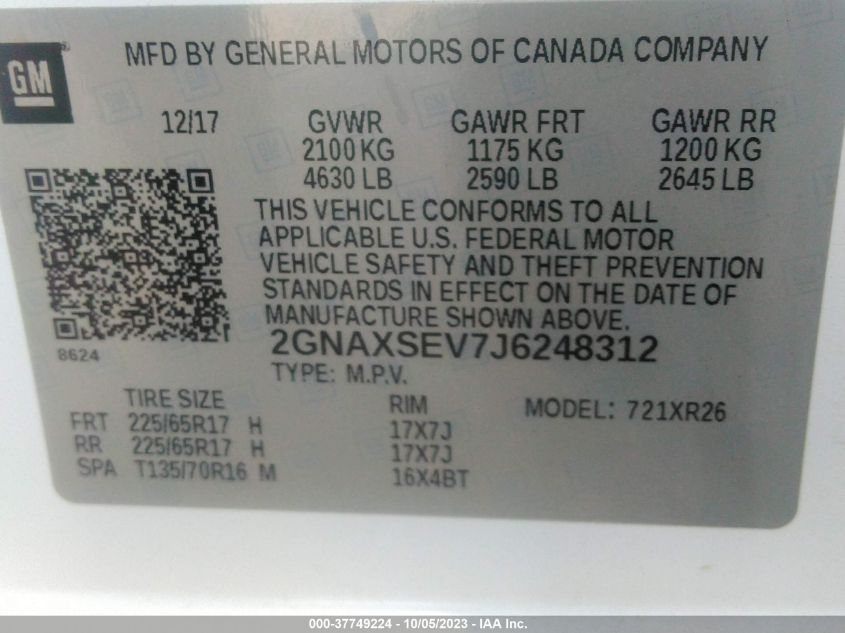 GM
MFD BY GENERAL MOTORS OF CANADA COMPANY
12/17 GVWR GAWR FRT GAWR RR
2100 KG 1175 KG 1200 KG
4630 LB 2590 LB 2645 LB
THIS VEHICLE CONFORMS TO ALL
APPLICABLE U.S. FEDERAL MOTOR
VEHICLE SAFETY AND THEFT PREVENTION
STANDARDS IN EFFECT ON THE DATE OF
MANUFACTURE SHOWN ABOVE.
8624
2GNAXSEV7J6248312
TYPE: M.P.V.
TIRE SIZE RIM MODEL: 721XR26
FRT 225/65R17 H 17X7J
RR 225/65R17 H 17X7J
SPA T135/70R16 M 16X4BT
000-37749224 - 10/05/2023 - IAA Inc.